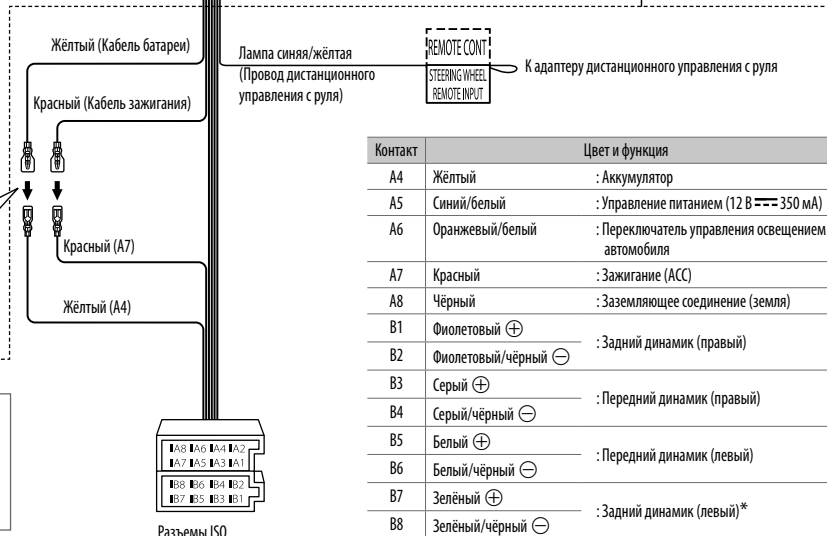 Жёлтый (Кабель батареи)
Красный (Кабель зажигания)
Лампа синяя/жёлтая
(Провод дистанционного
управления с руля)
REMOTE CONT
STEERING WHEEL
REMOTE INPUT
К адаптеру дистанционного управления с руля
Красный (A7)
Жёлтый (A4)
A8 A6 A4 A2
A7 A5 A3 A1
B8 B6 B4 B2
B7 B5 B3 B1
Разъемы ISO
Контакт Цвет и функция
A4 Жёлтый : Аккумулятор
A5 Синий/белый : Управление питанием (12 В ⎓ 350 мА)
A6 Оранжевый/белый : Переключатель управления освещением
автомобиля
A7 Красный : Зажигание (ACC)
A8 Чёрный : Заземляющее соединение (земля)
B1 Фиолетовый ⊕ : Задний динамик (правый)
B2 Фиолетовый/чёрный ⊖
B3 Серый ⊕ : Передний динамик (правый)
B4 Серый/чёрный ⊖
B5 Белый ⊕ : Передний динамик (левый)
B6 Белый/чёрный ⊖
B7 Зелёный ⊕ : Задний динамик (левый)*
B8 Зелёный/чёрный ⊖